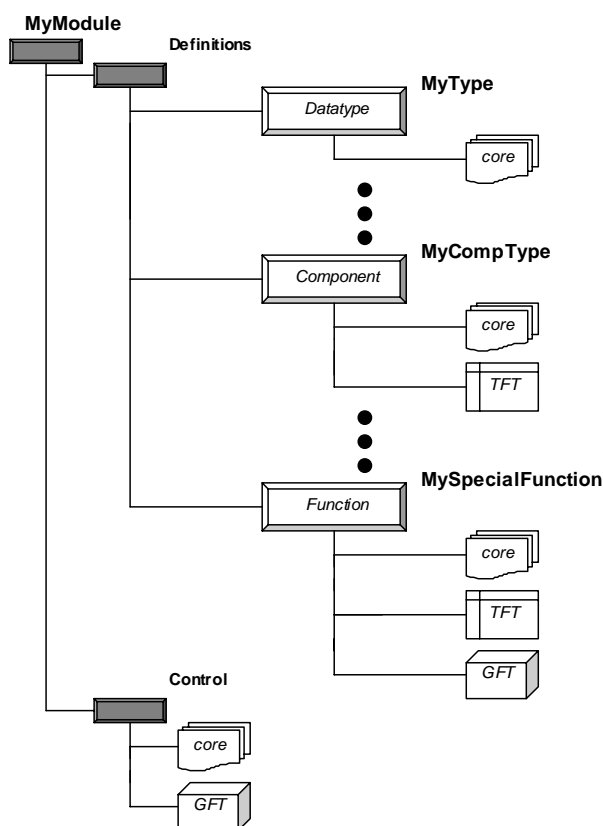 MyModule
Definitions
MyType
Datatype
core
MyCompType
Component
core
TFT
MySpecialFunction
Function
core
TFT
GFT
Control
core
GFT